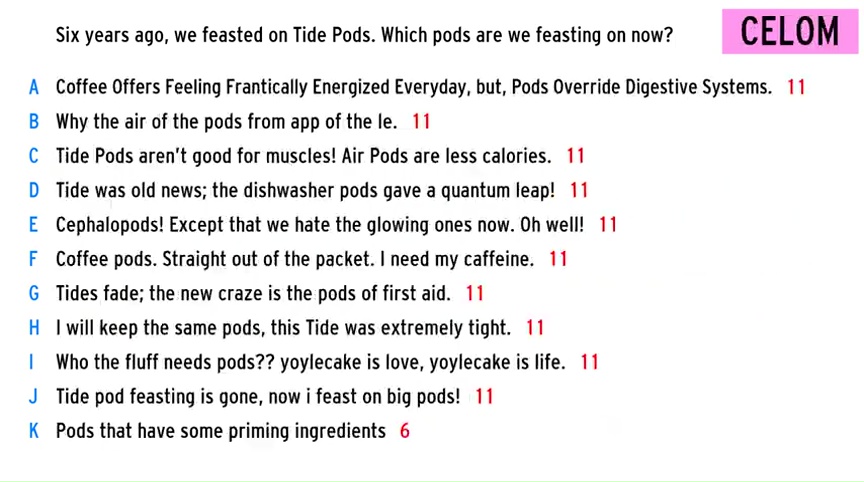 Six years ago, we feasted on Tide Pods. Which pods are we feasting on now? CELOM
A Coffee Offers Feeling Frantically Energized Everyday, but, Pods Override Digestive Systems. 11
B Why the air of the pods from app of the le. 11
C Tide Pods aren't good for muscles! Air Pods are less calories. 11
D Tide was old news; the dishwasher pods gave a quantum leap! 11
E Cephalopods! Except that we hate the glowing ones now. Oh well! 11
F Coffee pods. Straight out of the packet. I need my caffeine. 11
G Tides fade; the new craze is the pods of first aid. 11
H I will keep the same pods, this Tide was extremely tight. 11
I Who the fluff needs pods?? yoylecake is love, yoylecake is life. 11
J Tide pod feasting is gone, now i feast on big pods! 11
K Pods that have some priming ingredients 6